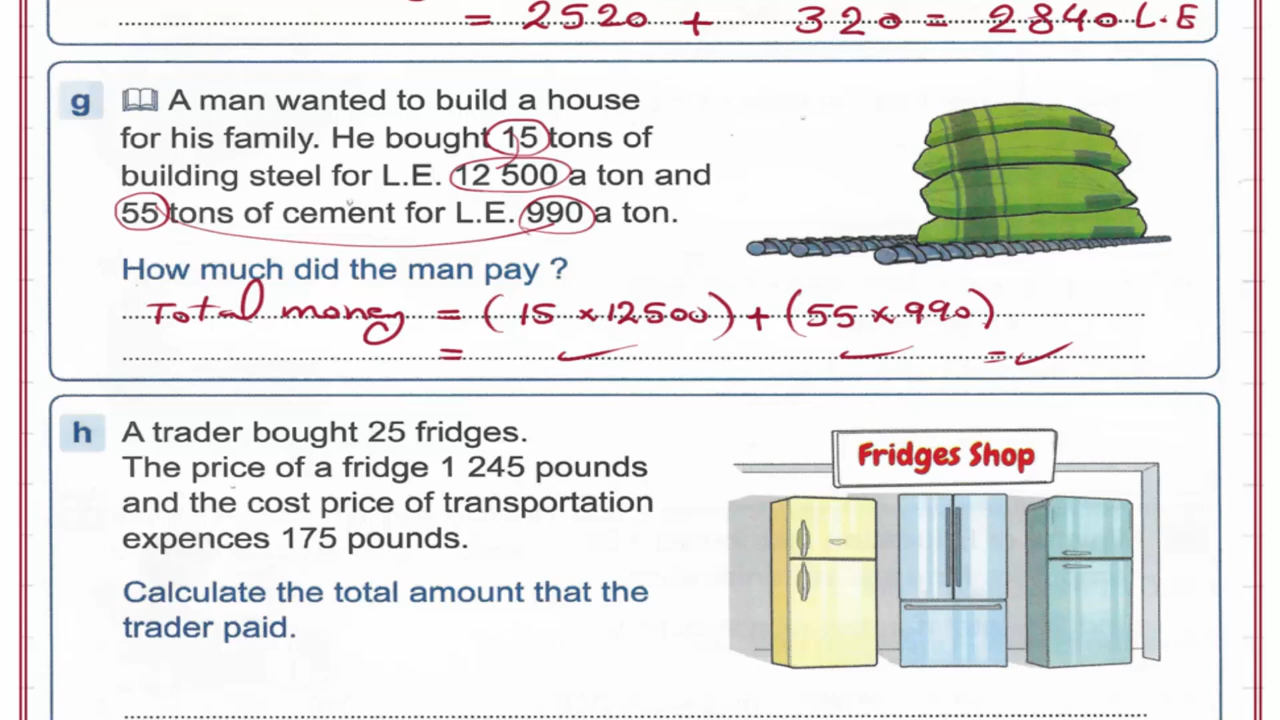 = 2520 + 320 = 2840 L.E
g A man wanted to build a house
for his family. He bought 15 tons of
building steel for L.E. 12 500 a ton and
55 tons of cement for L.E. 990 a ton.
How much did the man pay ?
Total money = (15 × 12500) + (55 × 990)
= ✓ ✓ = ✓
h A trader bought 25 fridges.
The price of a fridge 1 245 pounds
and the cost price of transportation
expences 175 pounds.
Calculate the total amount that the
trader paid.
Fridges Shop